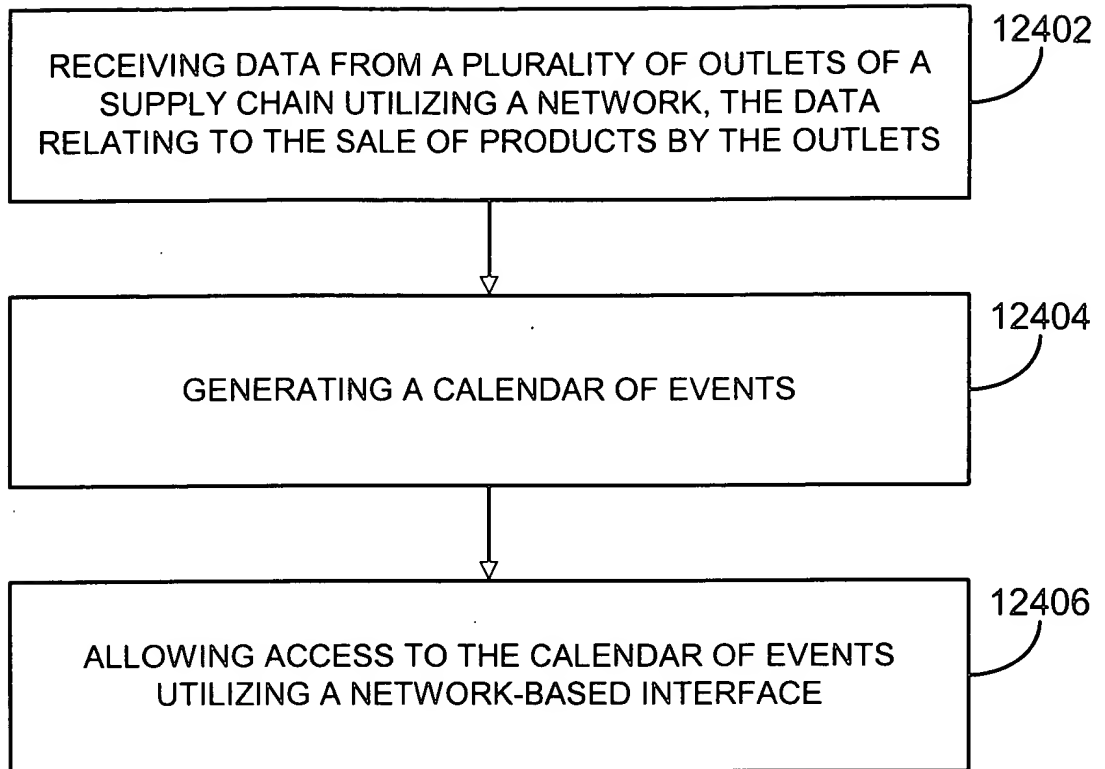 12402
RECEIVING DATA FROM A PLURALITY OF OUTLETS OF A
SUPPLY CHAIN UTILIZING A NETWORK, THE DATA
RELATING TO THE SALE OF PRODUCTS BY THE OUTLETS
12404
GENERATING A CALENDAR OF EVENTS
12406
ALLOWING ACCESS TO THE CALENDAR OF EVENTS
UTILIZING A NETWORK-BASED INTERFACE